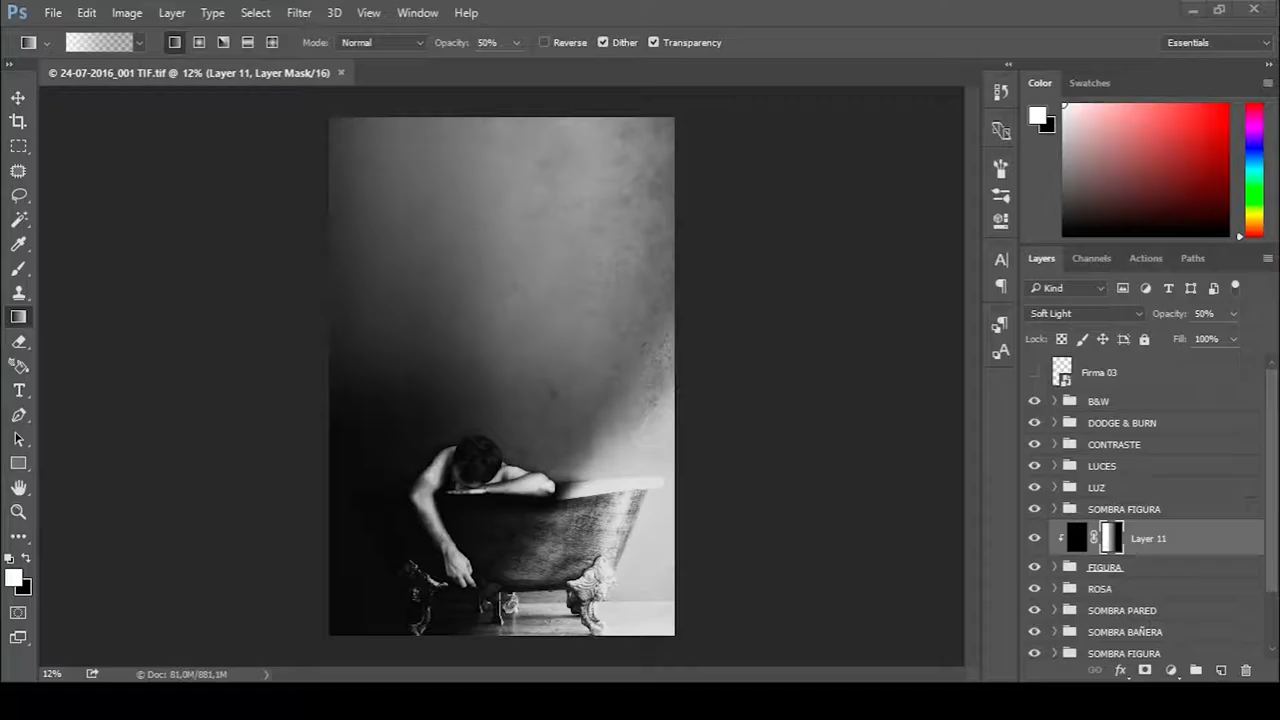 Ps File Edit Image Layer Type Select Filter 3D View Window Help
Mode: Normal Opacity: 50% Reverse Dither Transparency Essentials
© 24-07-2016_001 TIF.tif @ 12% (Layer 11, Layer Mask/16) ×
Color Swatches
Layers Channels Actions Paths
Kind
Soft Light Opacity: 50%
Lock: Fill: 100%
Firma 03
B&W
DODGE & BURN
CONTRASTE
LUCES
LUZ
SOMBRA FIGURA
Layer 11
FIGURA
ROSA
SOMBRA PARED
SOMBRA BAÑERA
SOMBRA FIGURA
12% © Doc: 81,0M/881,1M